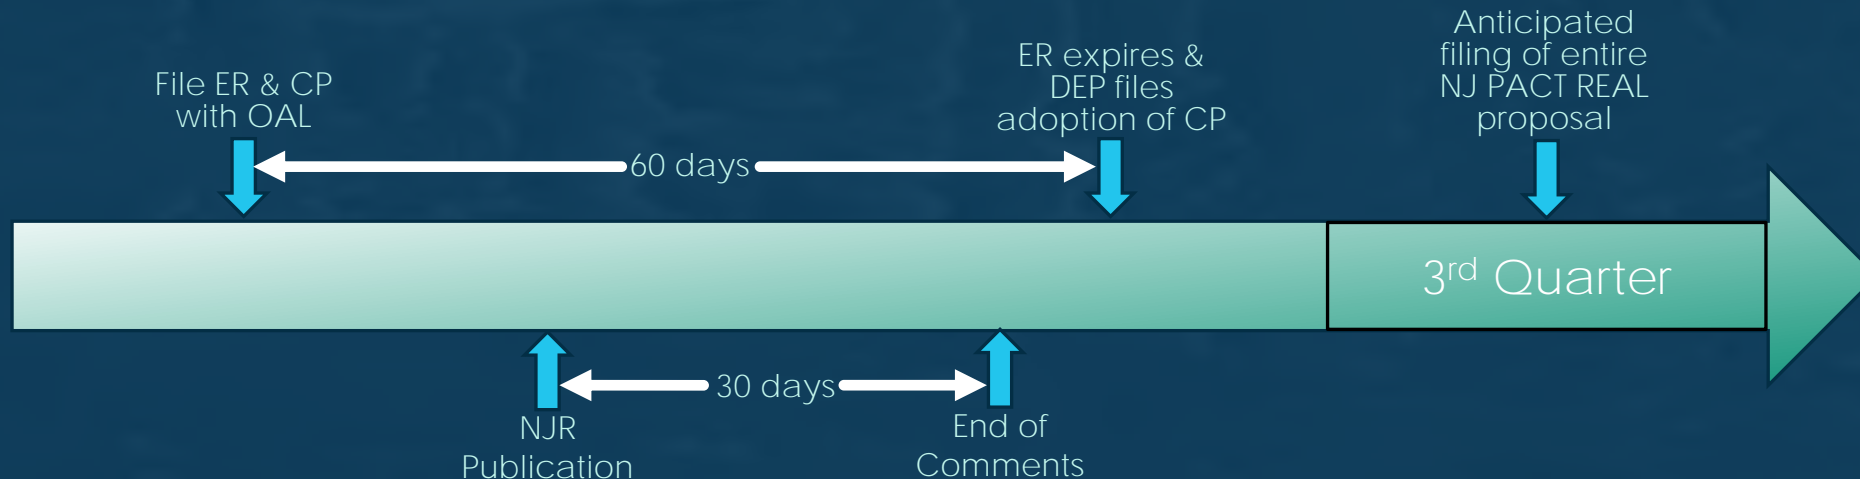 File ER & CP
with OAL
60 days
ER expires &
DEP files
adoption of CP
Anticipated
filing of entire
NJ PACT REAL
proposal
3rd Quarter
NJR
Publication
30 days
End of
Comments